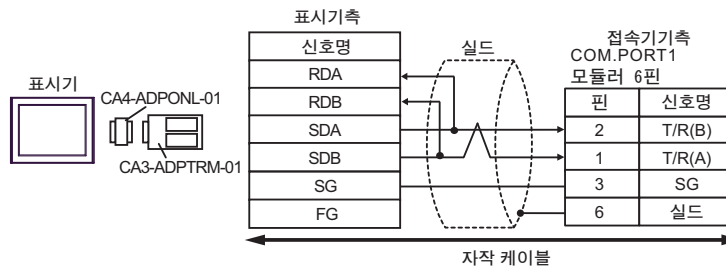 표시기측
신호명
RDA
RDB
SDA
SDB
SG
FG
실드
접속기기측
COM.PORT1
모듈러 6핀
핀 신호명
2 T/R(B)
1 T/R(A)
3 SG
6 실드
표시기
CA4-ADPONL-01
CA3-ADPTRM-01
자작 케이블